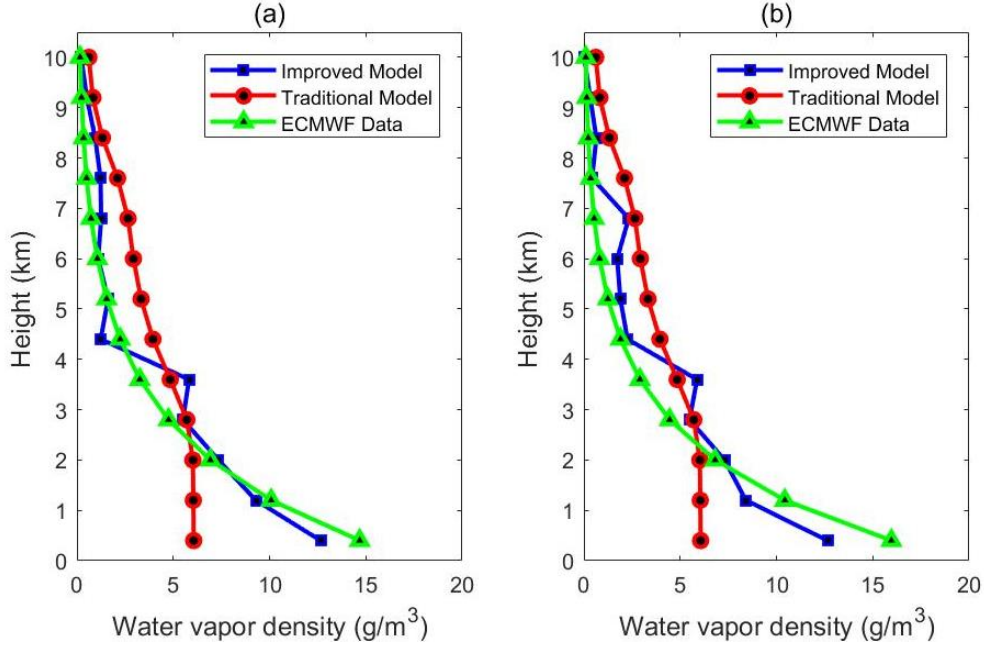 (a)
Improved Model
Traditional Model
ECMWF Data
10
9
8
7
6
5
4
3
2
1
0
Height (km)
0 5 10 15 20
Water vapor density (g/m³)
(b)
Improved Model
Traditional Model
ECMWF Data
10
9
8
7
6
5
4
3
2
1
0
Height (km)
0 5 10 15 20
Water vapor density (g/m³)